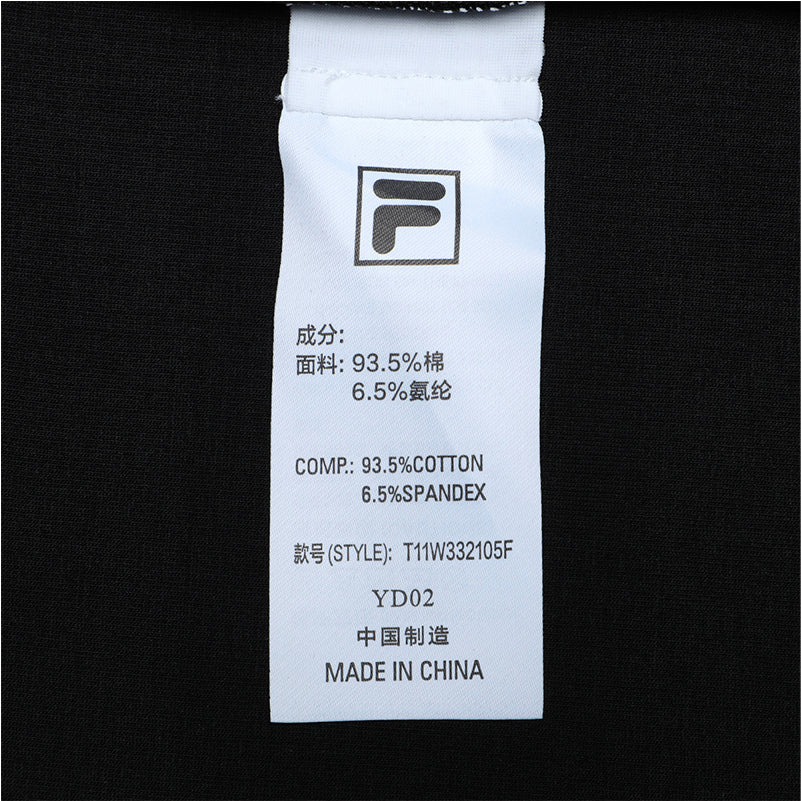 成分:
面料: 93.5%棉
6.5%氨纶
COMP.: 93.5%COTTON
6.5%SPANDEX
款号(STYLE): T11W332105F
YD02
中国制造
MADE IN CHINA